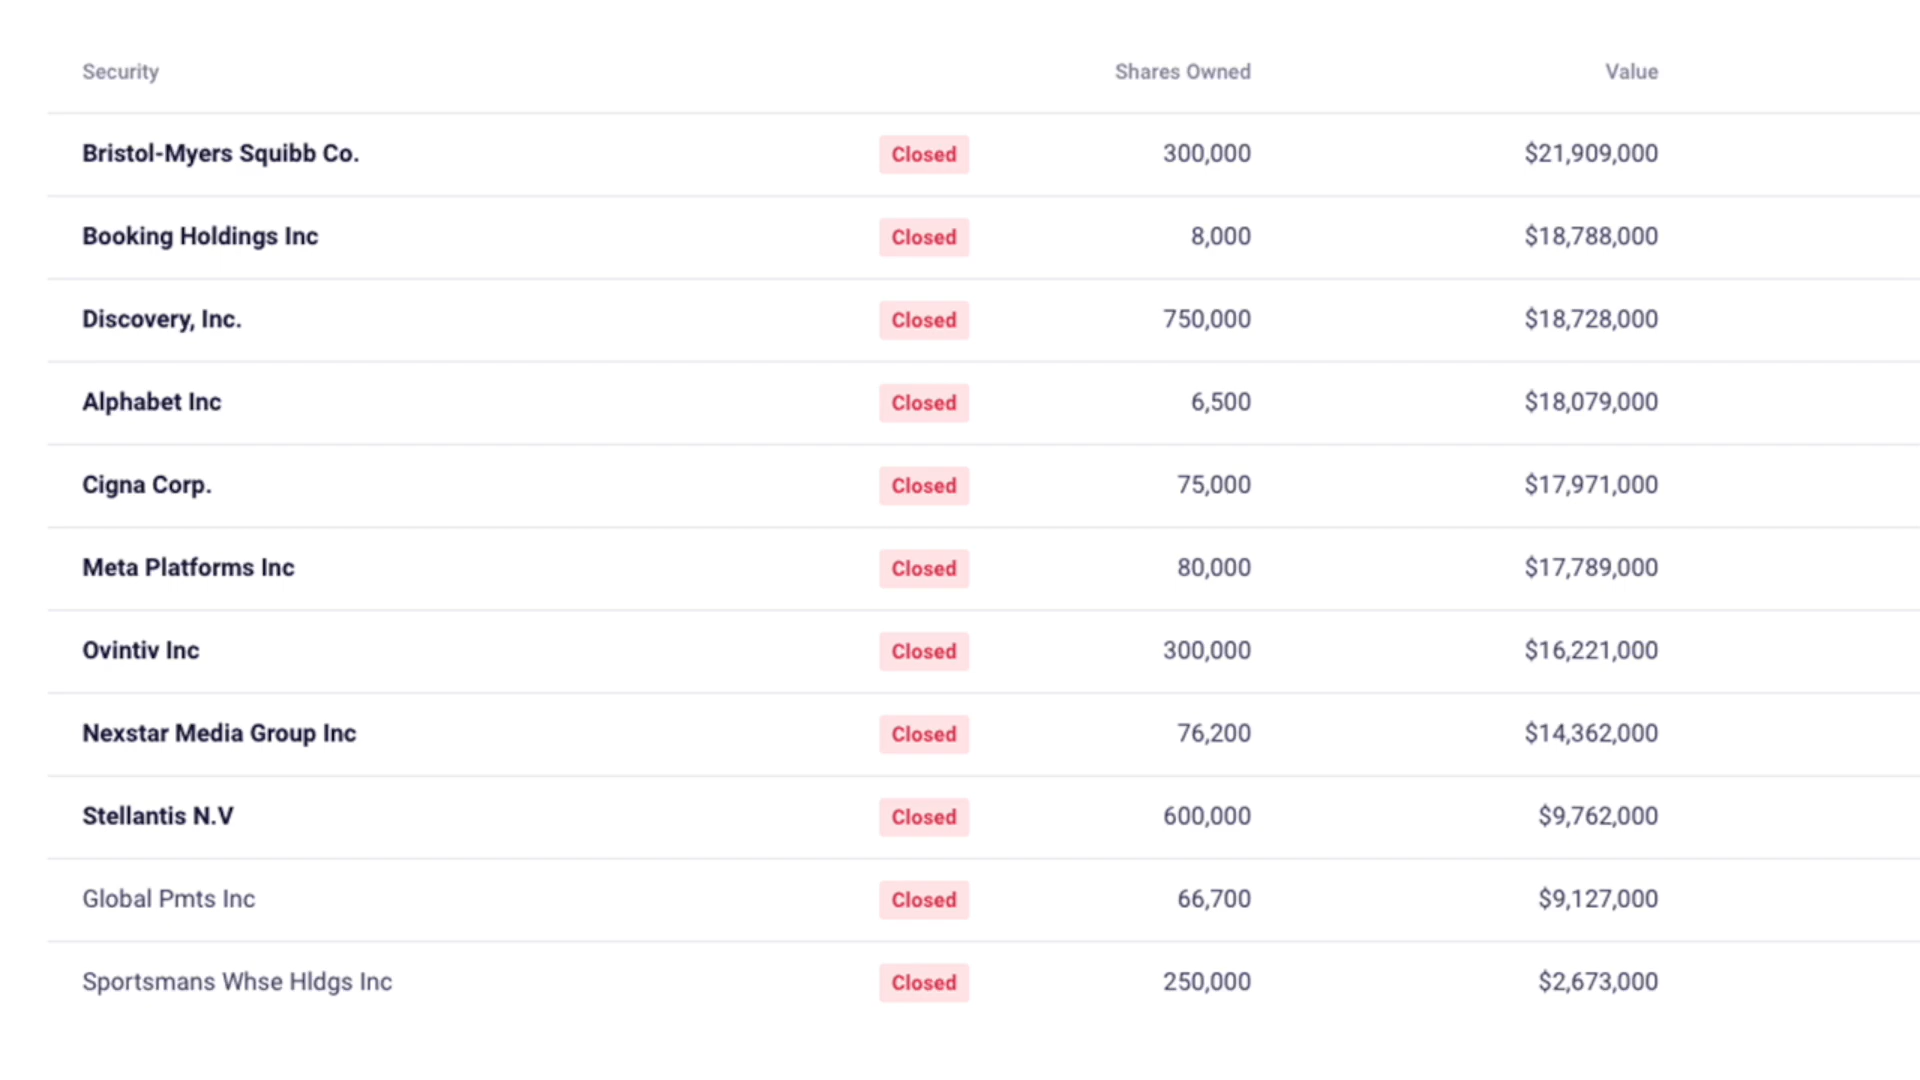 Security Shares Owned Value
Bristol-Myers Squibb Co. Closed 300,000 $21,909,000
Booking Holdings Inc Closed 8,000 $18,788,000
Discovery, Inc. Closed 750,000 $18,728,000
Alphabet Inc Closed 6,500 $18,079,000
Cigna Corp. Closed 75,000 $17,971,000
Meta Platforms Inc Closed 80,000 $17,789,000
Ovintiv Inc Closed 300,000 $16,221,000
Nexstar Media Group Inc Closed 76,200 $14,362,000
Stellantis N.V Closed 600,000 $9,762,000
Global Pmts Inc Closed 66,700 $9,127,000
Sportsmans Whse Hldgs Inc Closed 250,000 $2,673,000